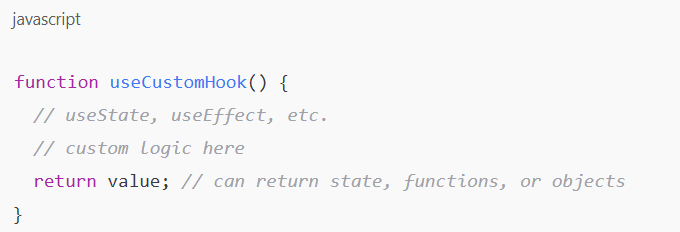 javascript
function useCustomHook() {
// useState, useEffect, etc.
// custom logic here
return value; // can return state, functions, or objects
}